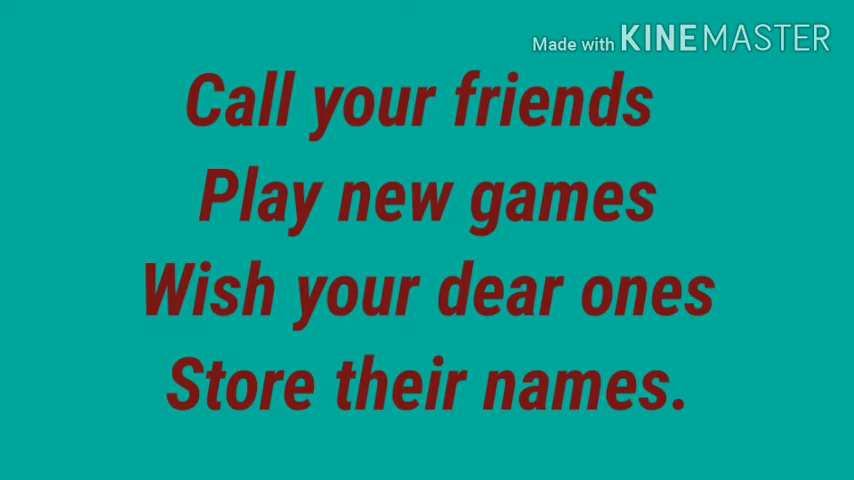 Made with KINEMASTER
Call your friends
Play new games
Wish your dear ones
Store their names.